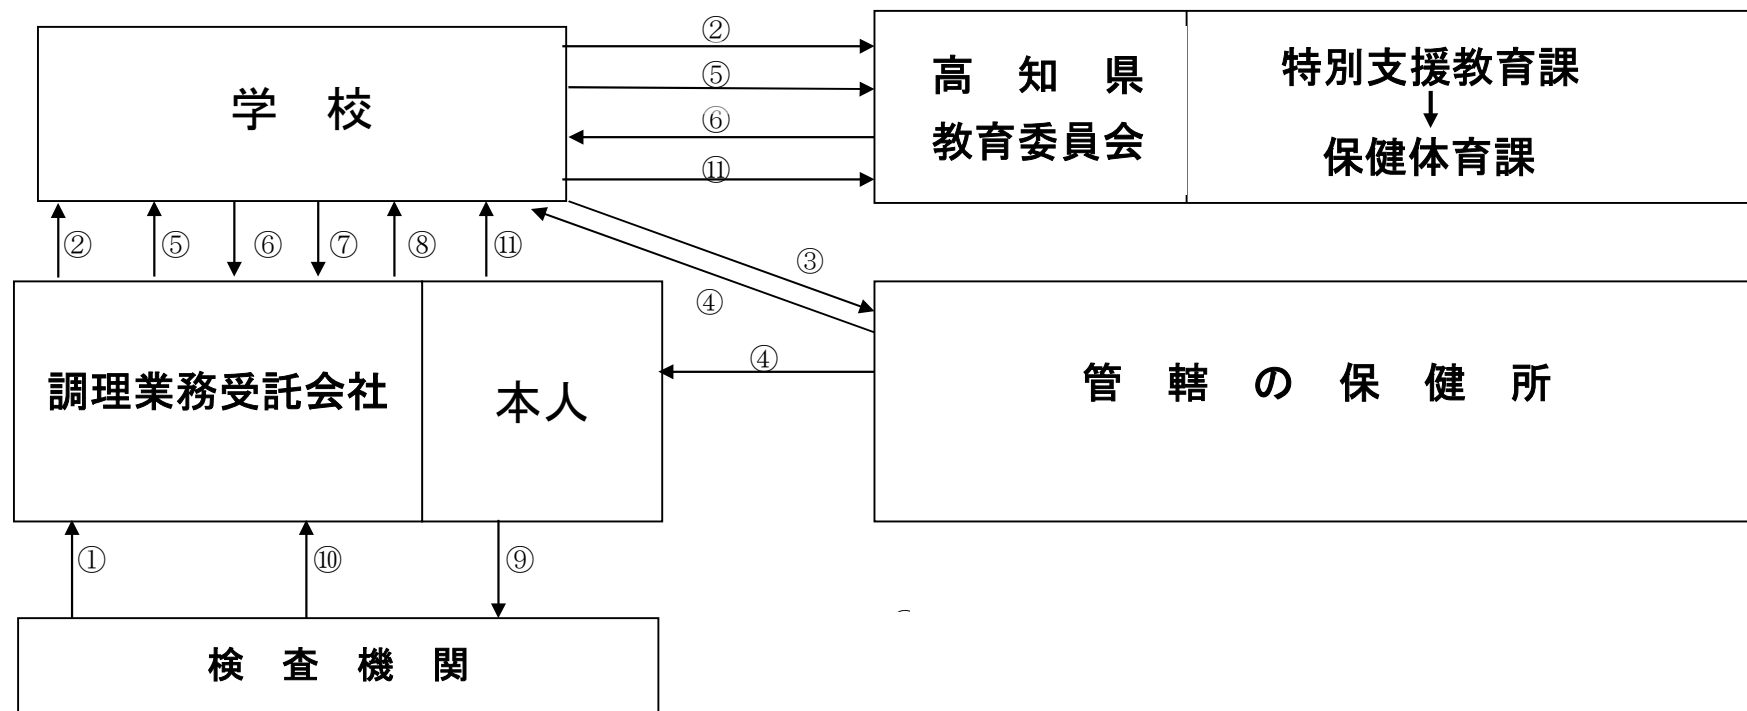 学　校
②
⑤
⑥
⑪
高　知　県
教育委員会
特別支援教育課
保健体育課
②
⑤
⑥
⑦
⑧
⑪
③
④
④
調理業務受託会社
本人
管　轄　の　保　健　所
①
⑩
⑨
検　査　機　関